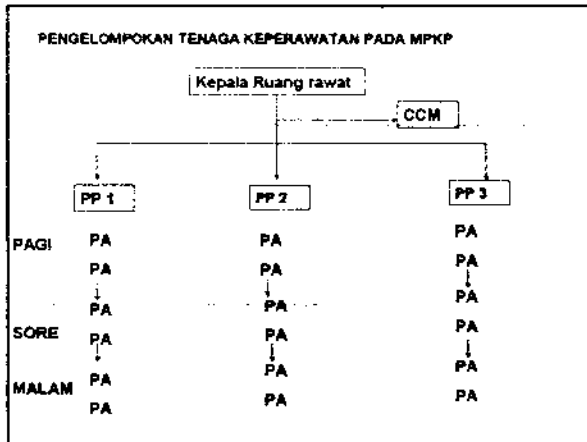 PENGELOMPOKAN TENAGA KEPERAWATAN PADA MPKP
Kepala Ruang rawat
CCM
PP 1 PP 2 PP 3
PAGI PA PA PA
PA PA PA
PA PA PA
SORE PA PA PA
MALAM PA PA PA
PA PA PA